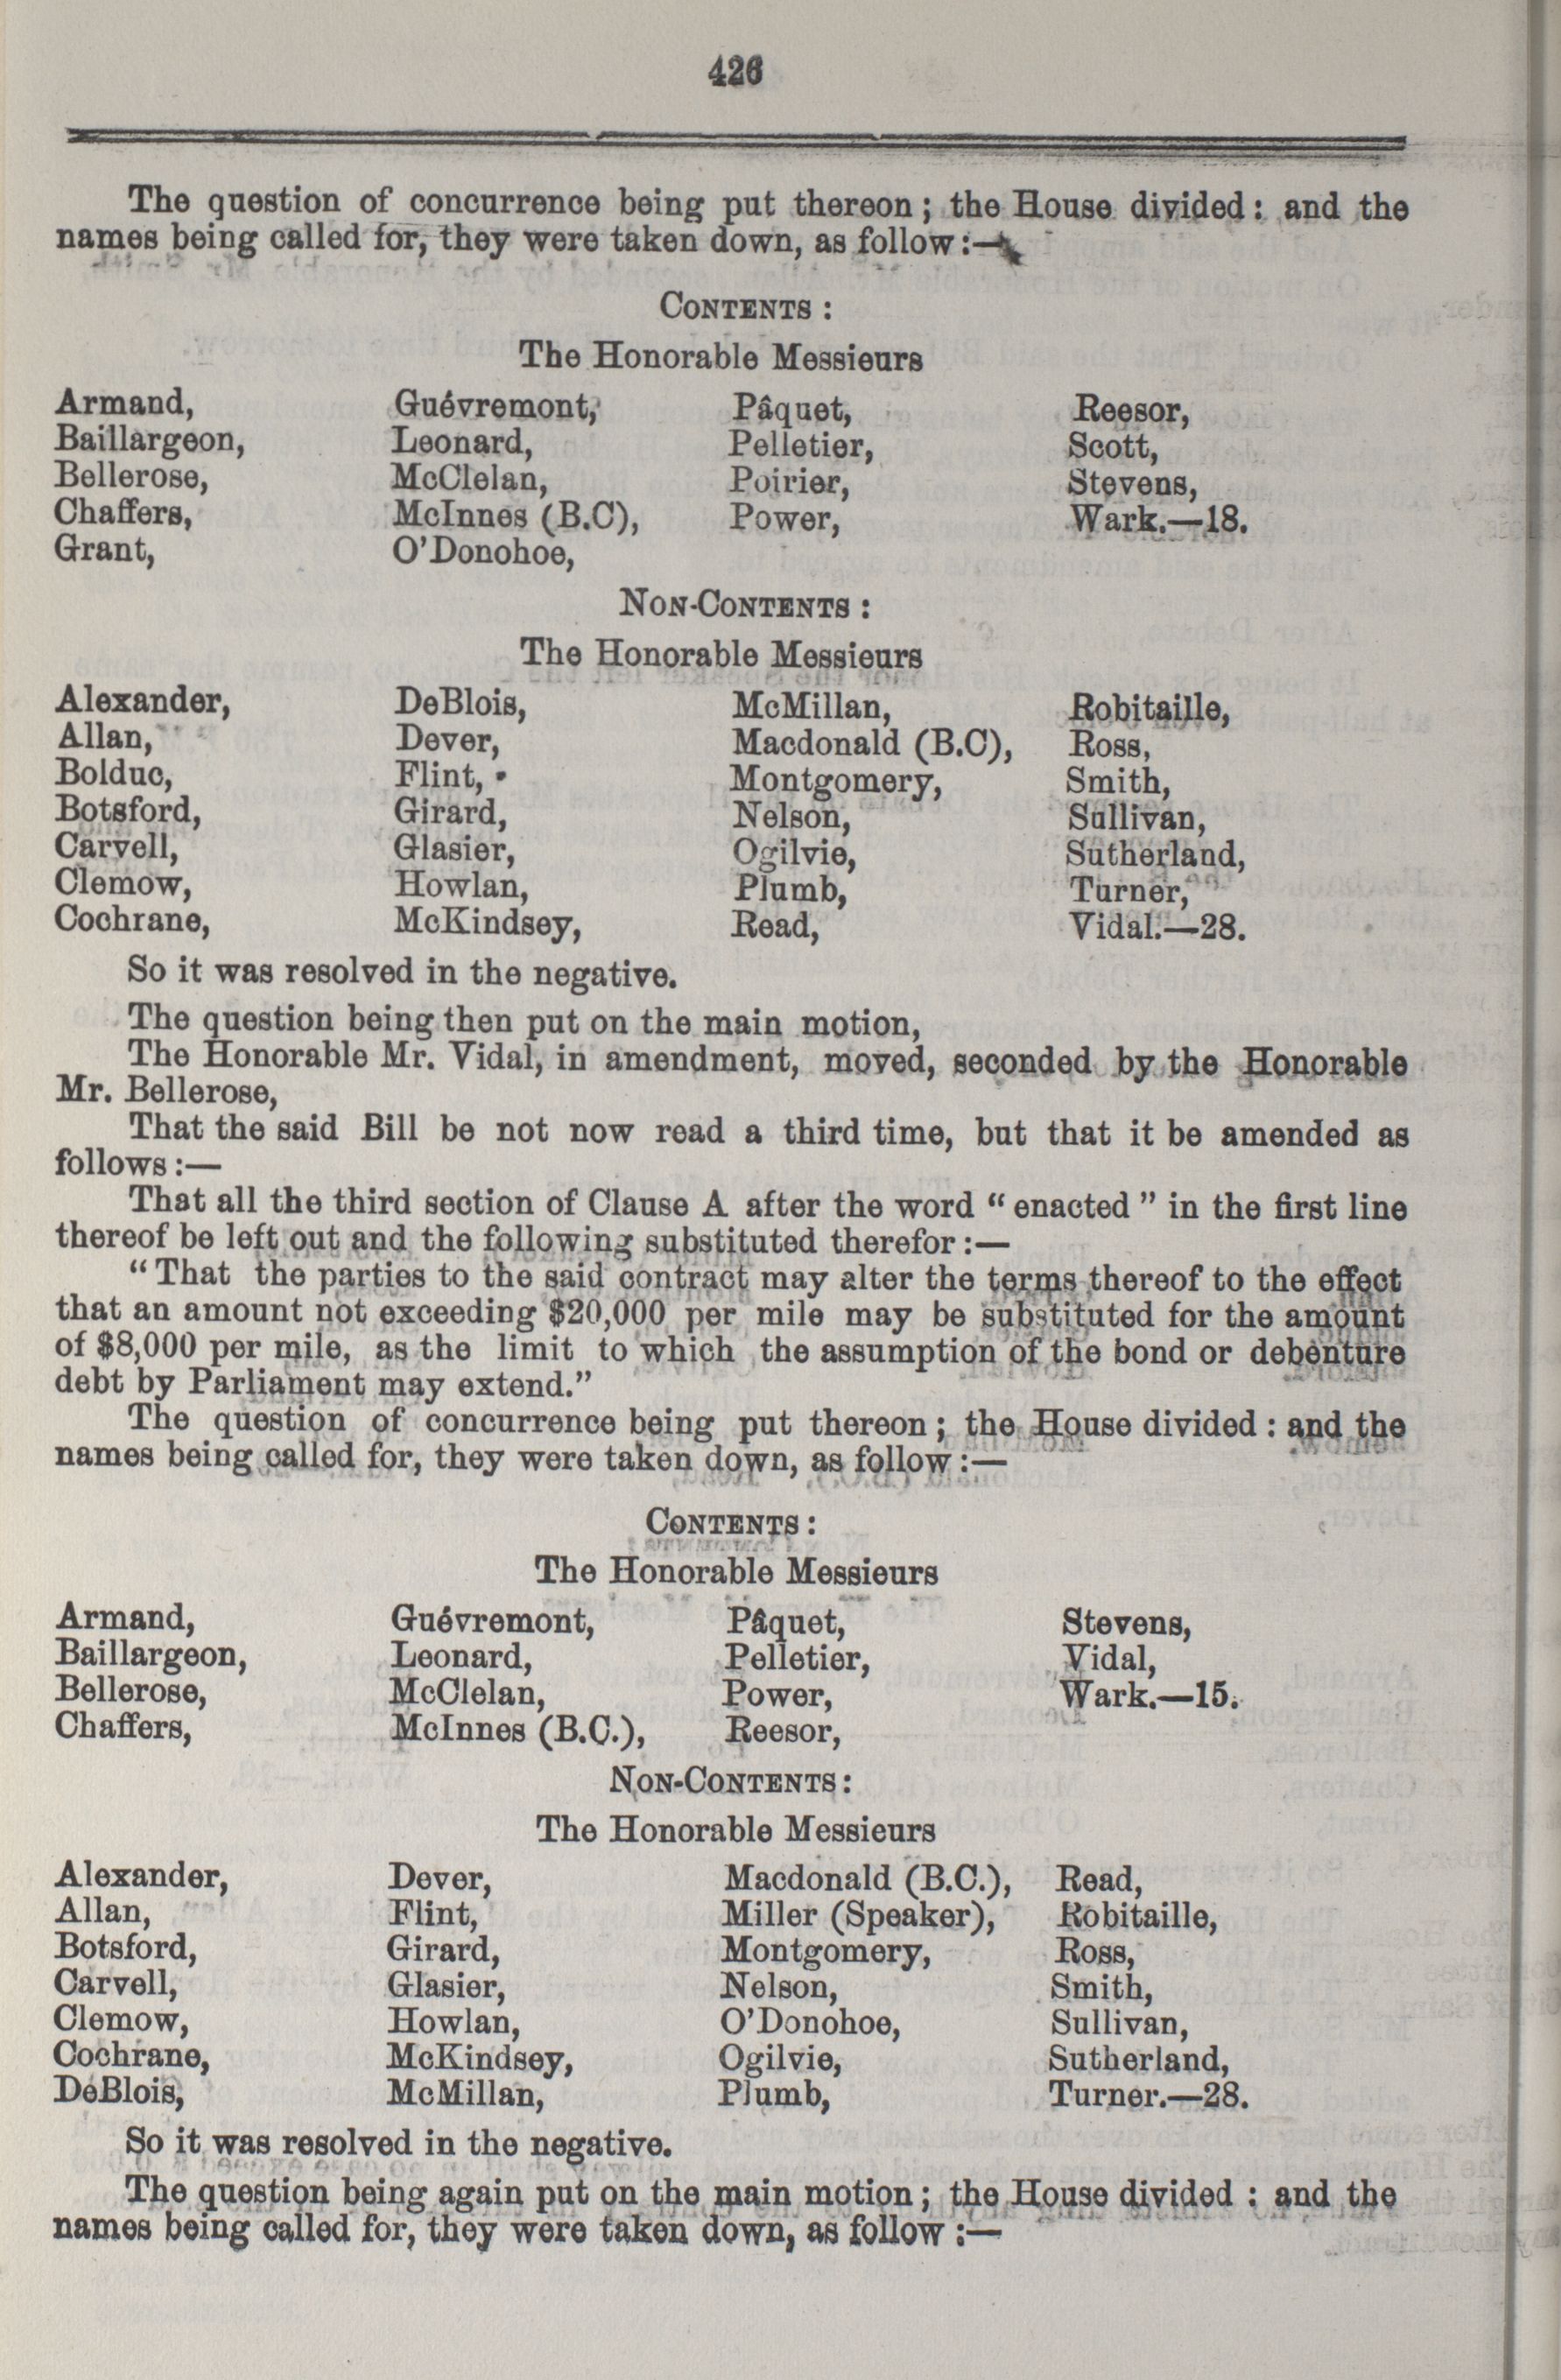 426
The question of concurrence being put thereon; the House divided: and the
names being called for, they were taken down, as follow:—
CONTENTS:
The Honorable Messieurs
Armand, Guévremont, Pâquet, Reesor,
Baillargeon, Leonard, Pelletier, Scott,
Bellerose, McClelan, Poirier, Stevens,
Chaffers, McInnes (B.C), Power, Wark.—18.
Grant, O'Donohoe,
NON-CONTENTS:
The Honorable Messieurs
Alexander, DeBlois, McMillan, Robitaille,
Allan, Dever, Macdonald (B.C), Ross,
Bolduc, Flint, Montgomery, Smith,
Botsford, Girard, Nelson, Sullivan,
Carvell, Glasier, Ogilvie, Sutherland,
Clemow, Howlan, Plumb, Turner,
Cochrane, McKindsey, Read, Vidal.—28.
So it was resolved in the negative.
The question being then put on the main motion,
The Honorable Mr. Vidal, in amendment, moved, seconded by the Honorable
Mr. Bellerose,
That the said Bill be not now read a third time, but that it be amended as
follows:—
That all the third section of Clause A after the word "enacted" in the first line
thereof be left out and the following substituted therefor:—
"That the parties to the said contract may alter the terms thereof to the effect
that an amount not exceeding $20,000 per mile may be substituted for the amount
of $8,000 per mile, as the limit to which the assumption of the bond or debenture
debt by Parliament may extend."
The question of concurrence being put thereon; the House divided: and the
names being called for, they were taken down, as follow:—
CONTENTS:
The Honorable Messieurs
Armand, Guévremont, Pâquet, Stevens,
Baillargeon, Leonard, Pelletier, Vidal,
Bellerose, McClelan, Power, Wark.—15.
Chaffers, McInnes (B.C.), Reesor,
NON-CONTENTS:
The Honorable Messieurs
Alexander, Dever, Macdonald (B.C.), Read,
Allan, Flint, Miller (Speaker), Robitaille,
Botsford, Girard, Montgomery, Ross,
Carvell, Glasier, Nelson, Smith,
Clemow, Howlan, O'Donohoe, Sullivan,
Cochrane, McKindsey, Ogilvie, Sutherland,
DeBlois, McMillan, Plumb, Turner.—28.
So it was resolved in the negative.
The question being again put on the main motion; the House divided: and the
names being called for, they were taken down, as follow:—